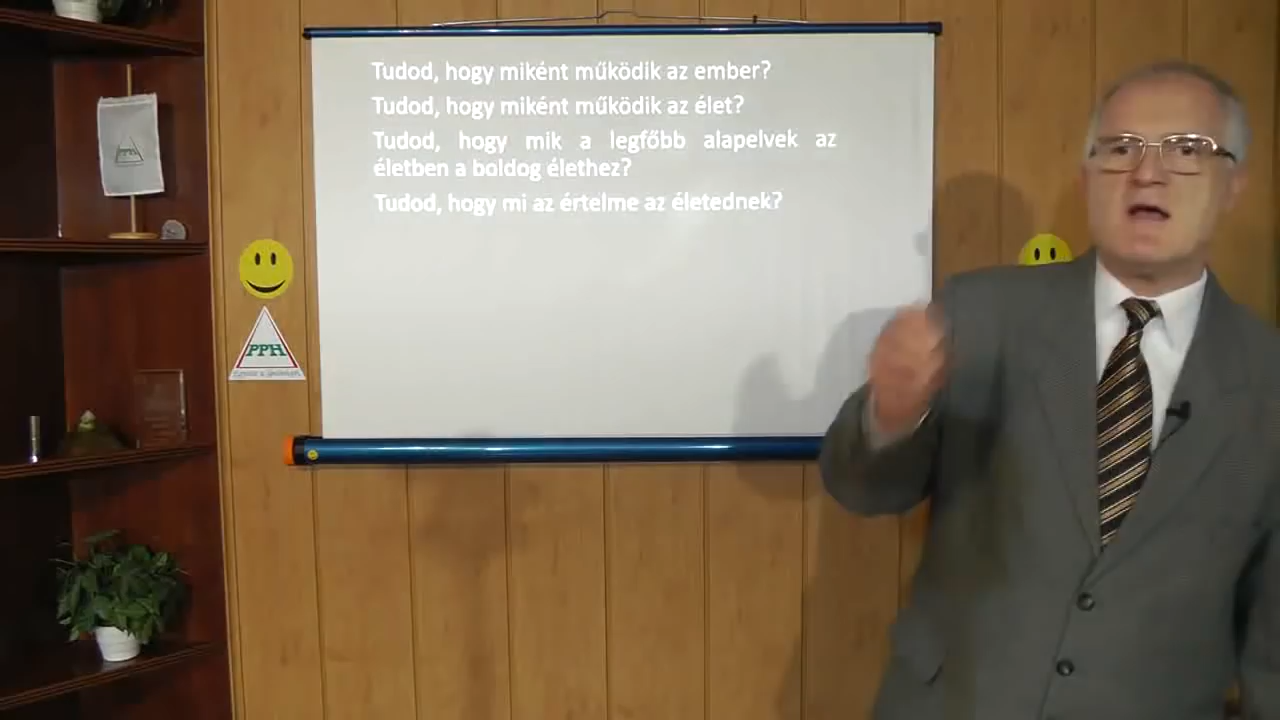 Tudod, hogy miként működik az ember?
Tudod, hogy miként működik az élet?
Tudod, hogy mik a legfőbb alapelvek az
életben a boldog élethez?
Tudod, hogy mi az értelme az életednek?
PPH